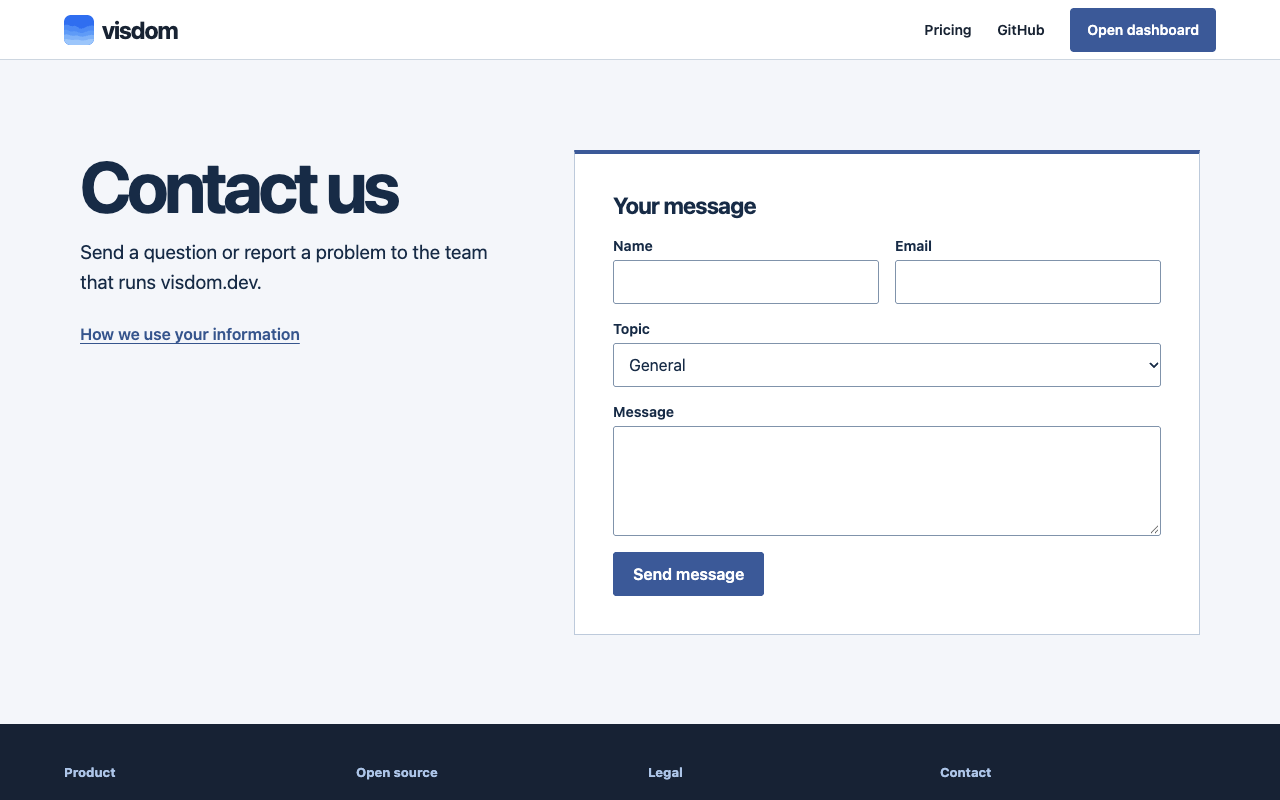 visdom
Pricing
GitHub
Open dashboard
Contact us
Send a question or report a problem to the team
that runs visdom.dev.
How we use your information
Your message
Name
Email
Topic
General
Message
Send message
Product
Open source
Legal
Contact